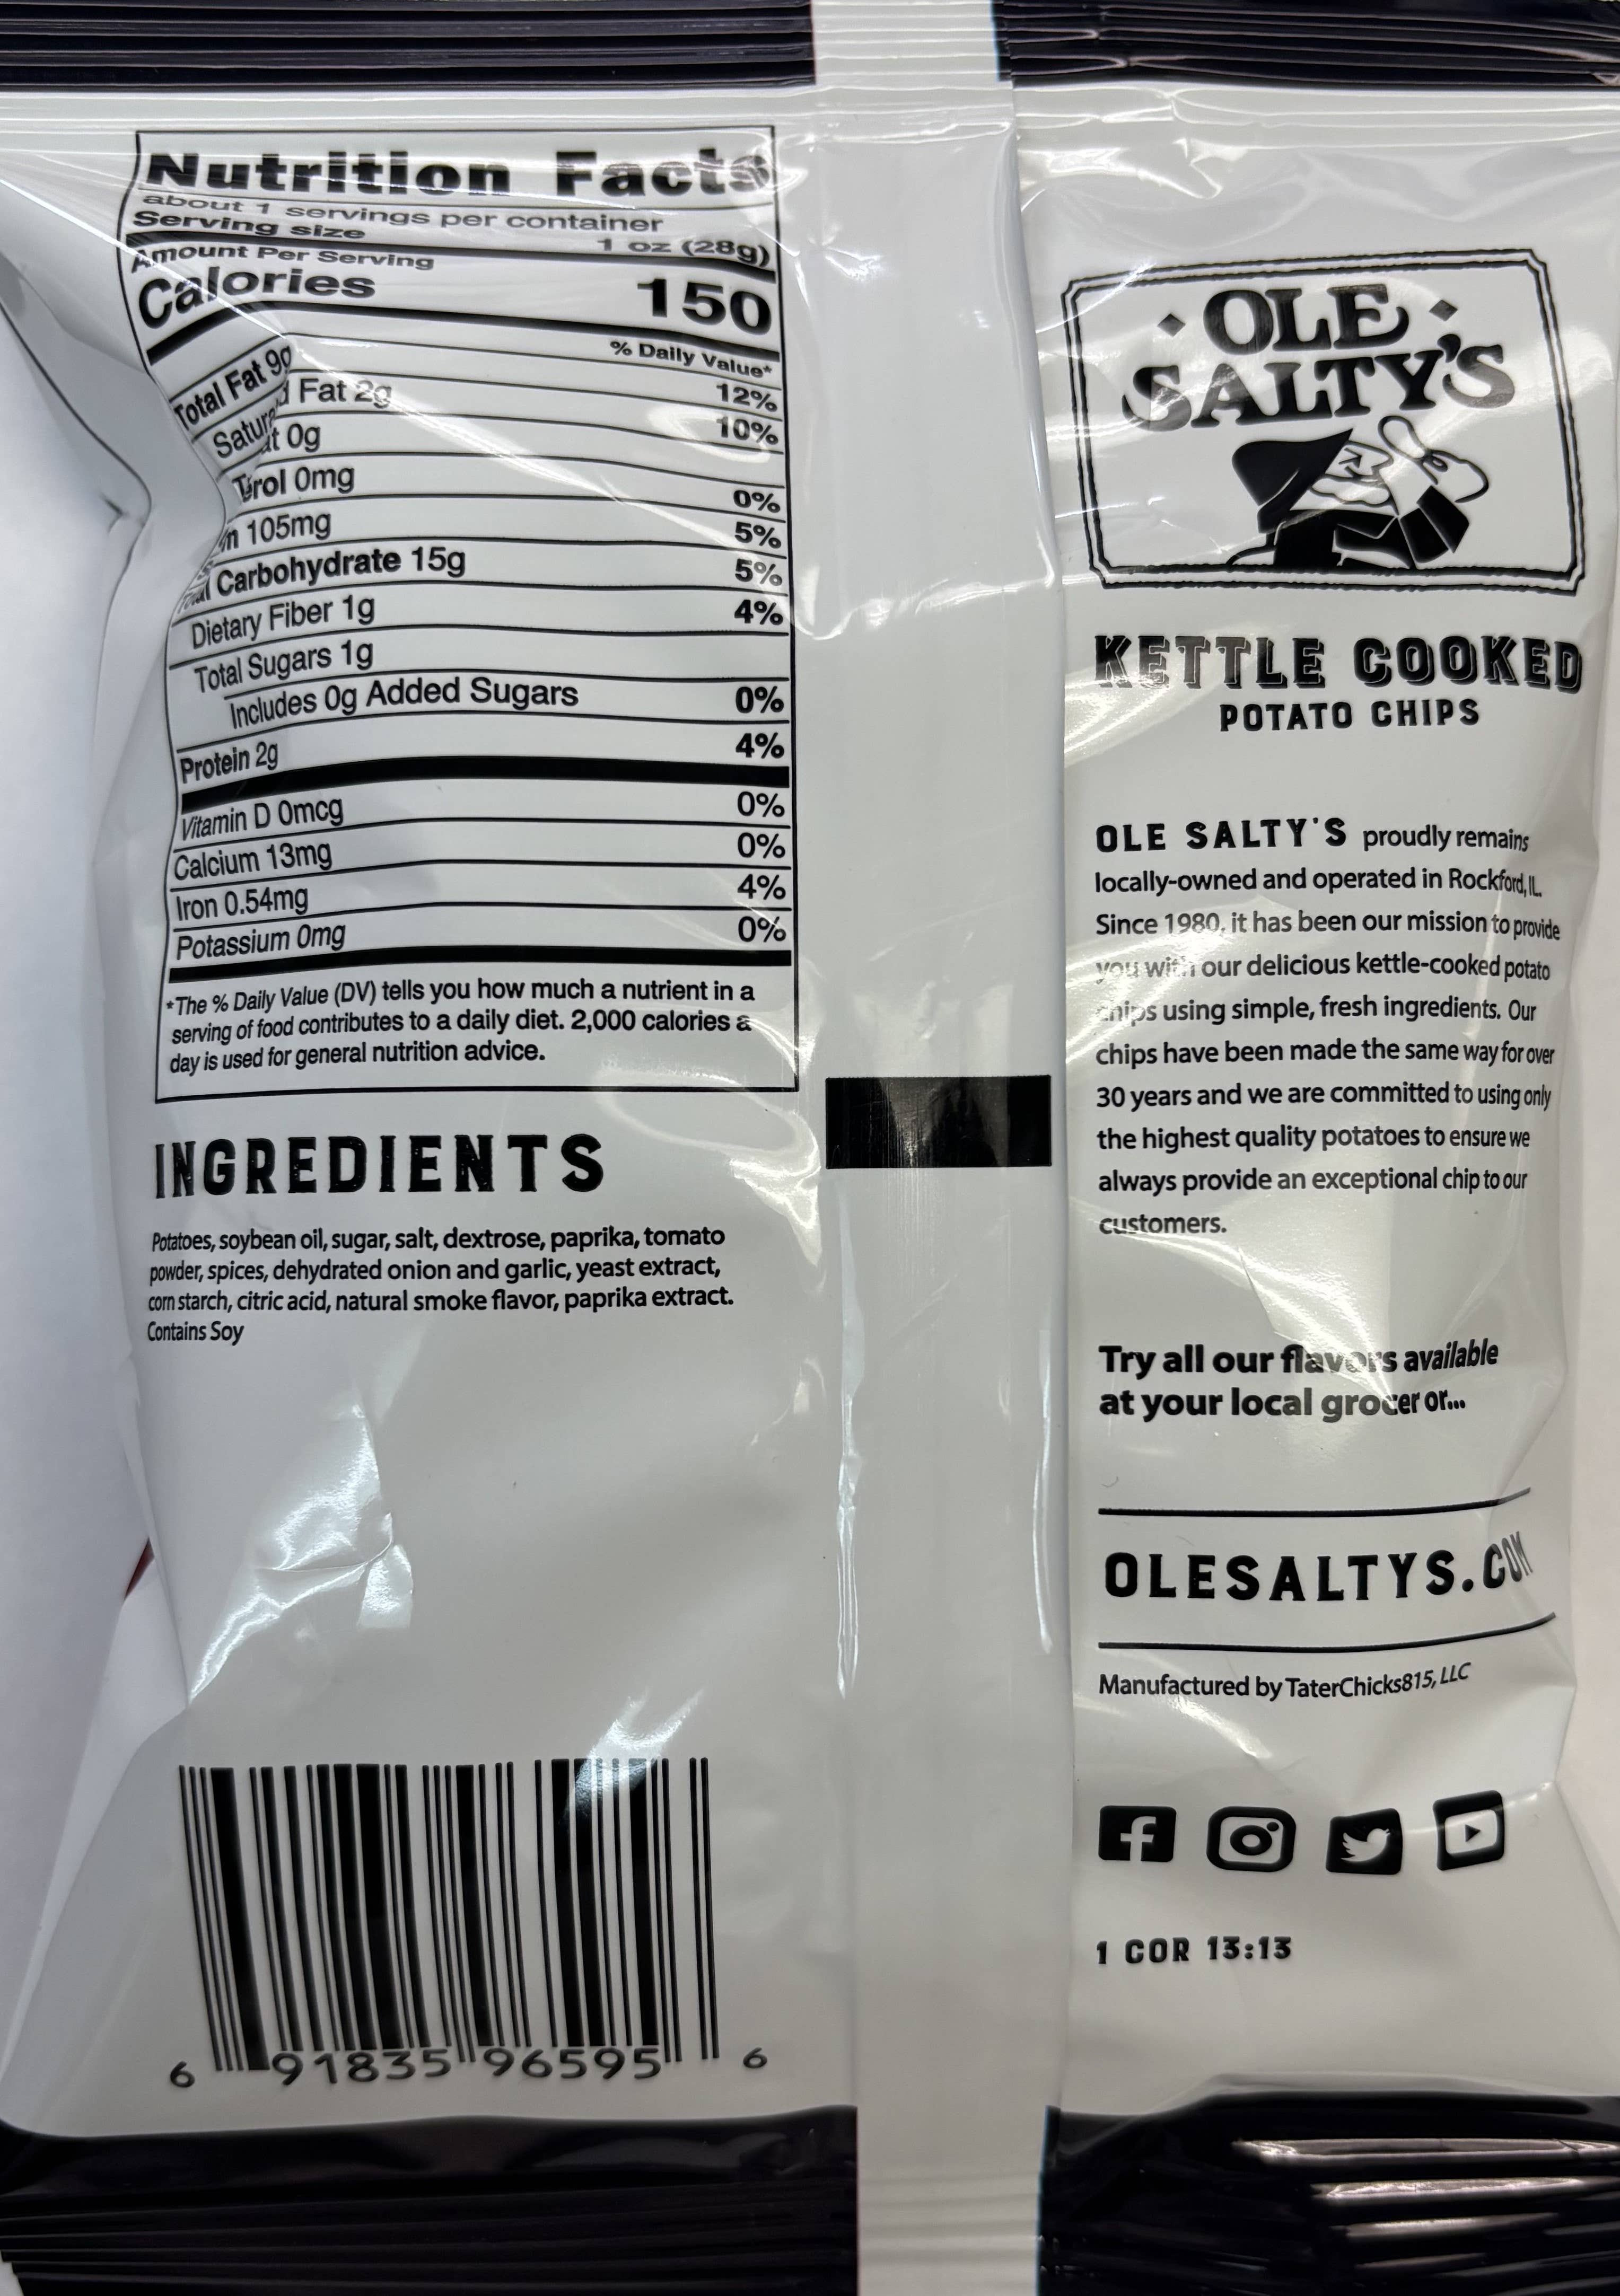 Nutrition Facts
about 1 servings per container
Serving size 1 oz (28g)
Amount Per Serving
Calories 150
% Daily Value*
Total Fat 9g 12%
Fat 2g 10%
0g
0mg 0%
105mg 5%
Carbohydrate 15g 5%
Dietary Fiber 1g 4%
Total Sugars 1g
Includes 0g Added Sugars 0%
Protein 2g 4%
Vitamin D 0mcg 0%
Calcium 13mg 0%
Iron 0.54mg 4%
Potassium 0mg 0%
*The % Daily Value (DV) tells you how much a nutrient in a
serving of food contributes to a daily diet. 2,000 calories a
day is used for general nutrition advice.
INGREDIENTS
Potatoes, soybean oil, sugar, salt, dextrose, paprika, tomato
powder, spices, dehydrated onion and garlic, yeast extract,
corn starch, citric acid, natural smoke flavor, paprika extract.
Contains Soy
6 91835 96595 6
OLE
SALTY'S
KETTLE COOKED
POTATO CHIPS
OLE SALTY'S proudly remains
locally-owned and operated in Rockford, IL.
Since 1980, it has been our mission to provide
you with our delicious kettle-cooked potato
chips using simple, fresh ingredients. Our
chips have been made the same way for over
30 years and we are committed to using only
the highest quality potatoes to ensure we
always provide an exceptional chip to our
customers.
Try all our flavors available
at your local grocer or...
OLESALTYS.COM
Manufactured by TaterChicks815, LLC
1 COR 13:13